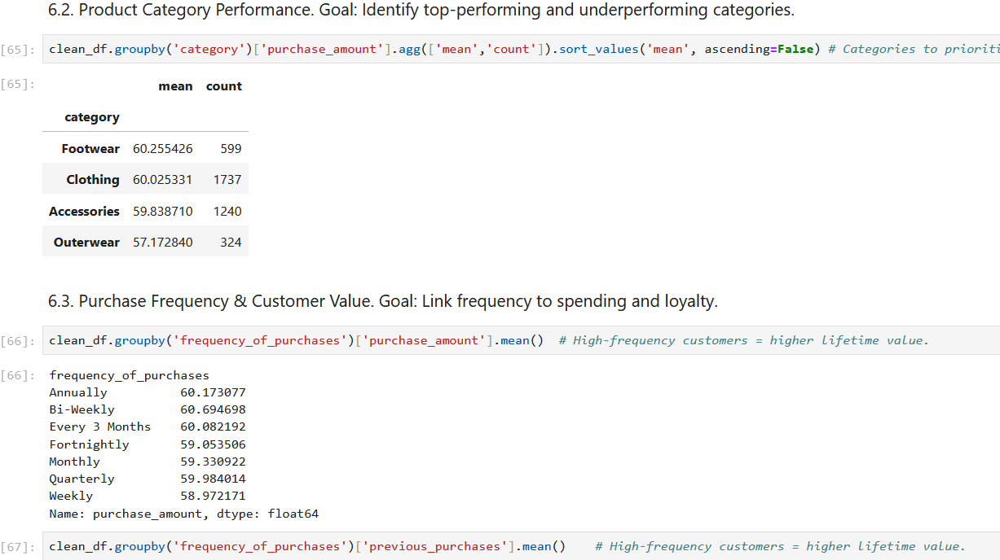 6.2. Product Category Performance. Goal: Identify top-performing and underperforming categories.
[65]: clean_df.groupby('category')['purchase_amount'].agg(['mean','count']).sort_values('mean', ascending=False) # Categories to prioriti
[65]:
mean count
category
Footwear 60.255426 599
Clothing 60.025331 1737
Accessories 59.838710 1240
Outerwear 57.172840 324
6.3. Purchase Frequency & Customer Value. Goal: Link frequency to spending and loyalty.
[66]: clean_df.groupby('frequency_of_purchases')['purchase_amount'].mean() # High-frequency customers = higher lifetime value.
[66]: frequency_of_purchases
Annually 60.173077
Bi-Weekly 60.694698
Every 3 Months 60.082192
Fortnightly 59.053506
Monthly 59.330922
Quarterly 59.984014
Weekly 58.972171
Name: purchase_amount, dtype: float64
[67]: clean_df.groupby('frequency_of_purchases')['previous_purchases'].mean() # High-frequency customers = higher lifetime value.